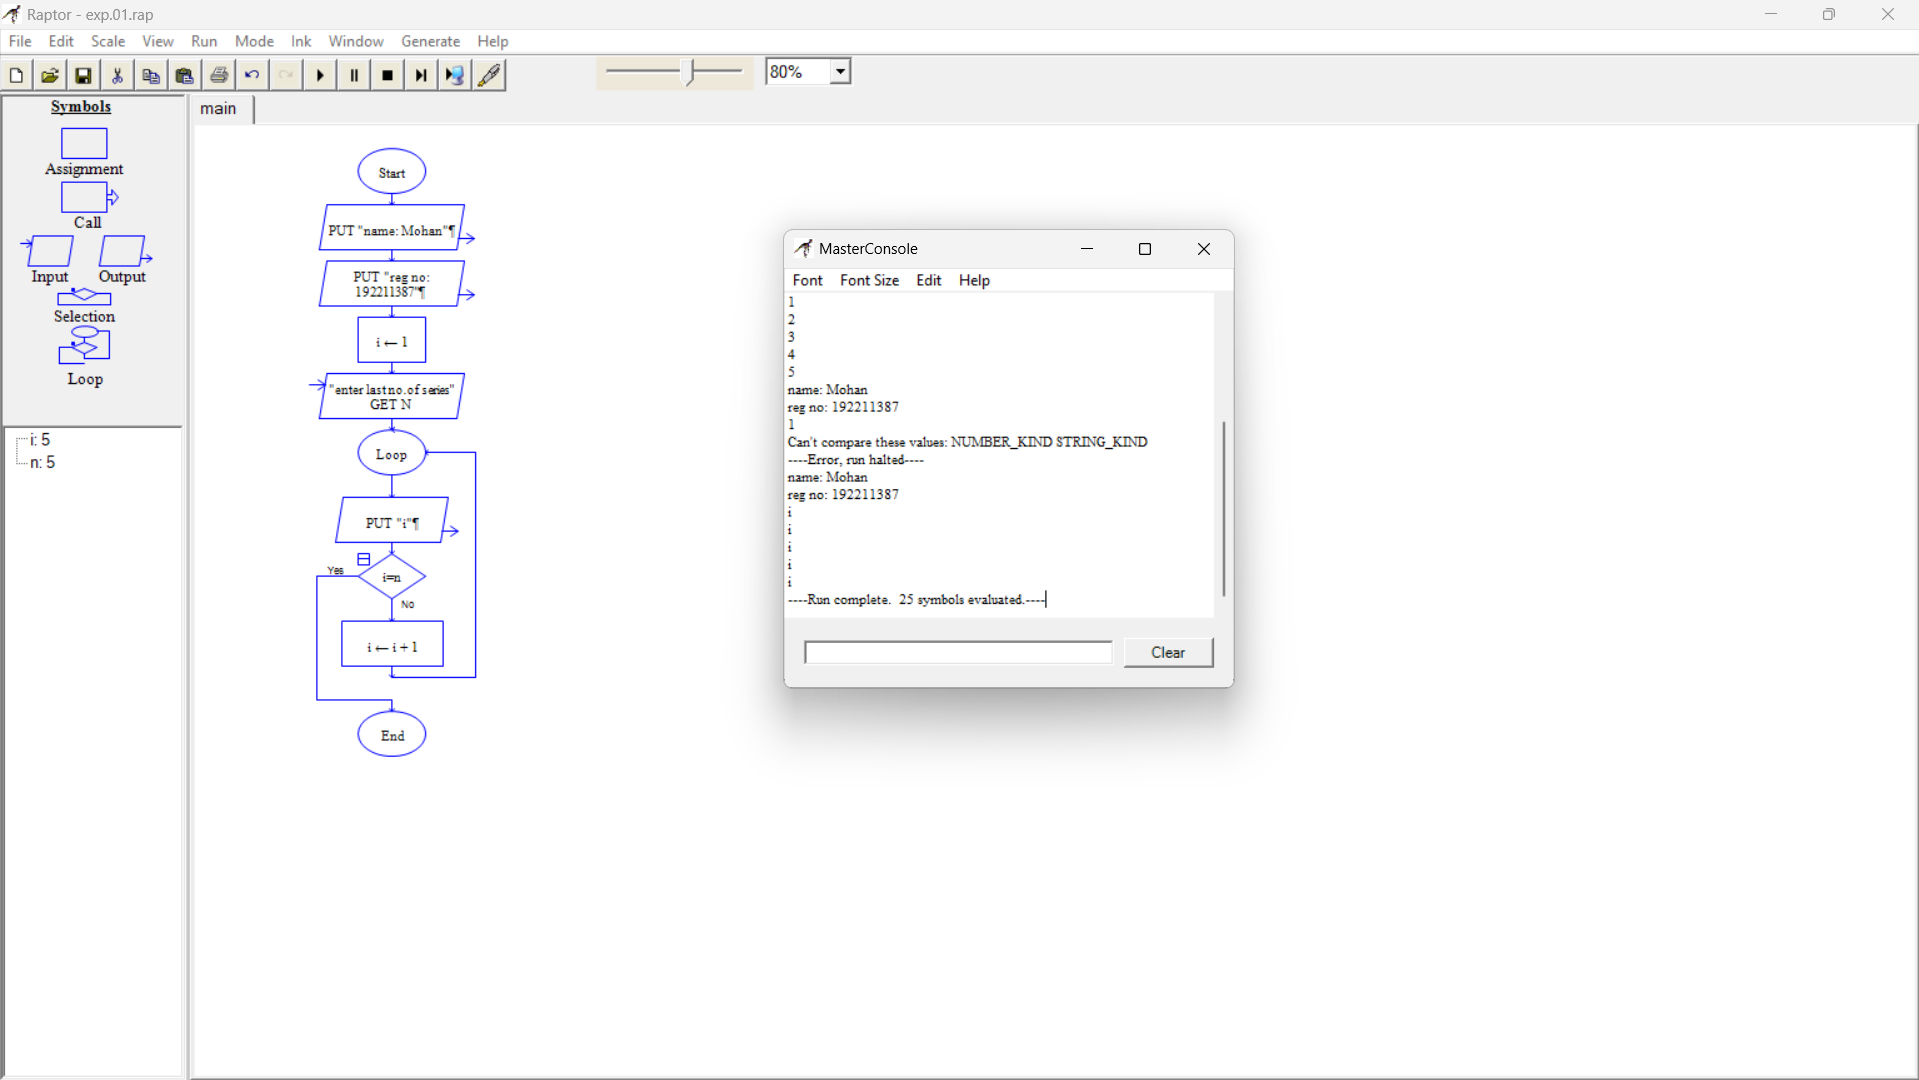 Raptor - exp.01.rap
File Edit Scale View Run Mode Ink Window Generate Help
80%
Symbols
Assignment
Call
Input Output
Selection
Loop
i: 5
n: 5
main
Start
PUT "name: Mohan"¶
PUT "reg no:
192211387"¶
i ← 1
"enter last no. of series"
GET N
Loop
PUT "i"¶
Yes
i=n
No
i ← i + 1
End
MasterConsole
Font Font Size Edit Help
1
2
3
4
5
name: Mohan
reg no: 192211387
1
Can't compare these values: NUMBER_KIND STRING_KIND
----Error, run halted----
name: Mohan
reg no: 192211387
i
i
i
i
i
----Run complete.  25 symbols evaluated.----
Clear